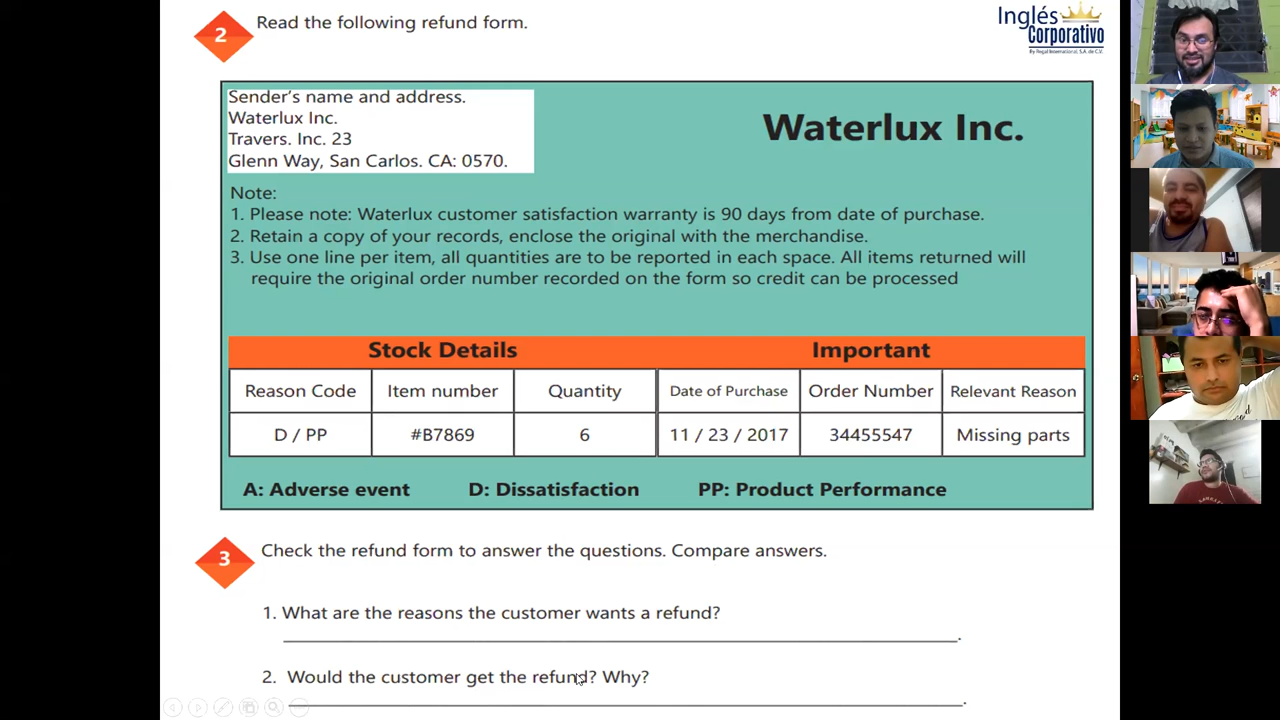 2
Read the following refund form.
Inglés
Corporativo
By Regal International, S.A. de C.V.
Sender's name and address.
Waterlux Inc.
Travers. Inc. 23
Glenn Way, San Carlos. CA: 0570.
Waterlux Inc.
Note:
1. Please note: Waterlux customer satisfaction warranty is 90 days from date of purchase.
2. Retain a copy of your records, enclose the original with the merchandise.
3. Use one line per item, all quantities are to be reported in each space. All items returned will
require the original order number recorded on the form so credit can be processed
Stock Details Important
Reason Code Item number Quantity Date of Purchase Order Number Relevant Reason
D / PP #B7869 6 11 / 23 / 2017 34455547 Missing parts
A: Adverse event D: Dissatisfaction PP: Product Performance
3
Check the refund form to answer the questions. Compare answers.
1. What are the reasons the customer wants a refund?
2. Would the customer get the refund? Why?